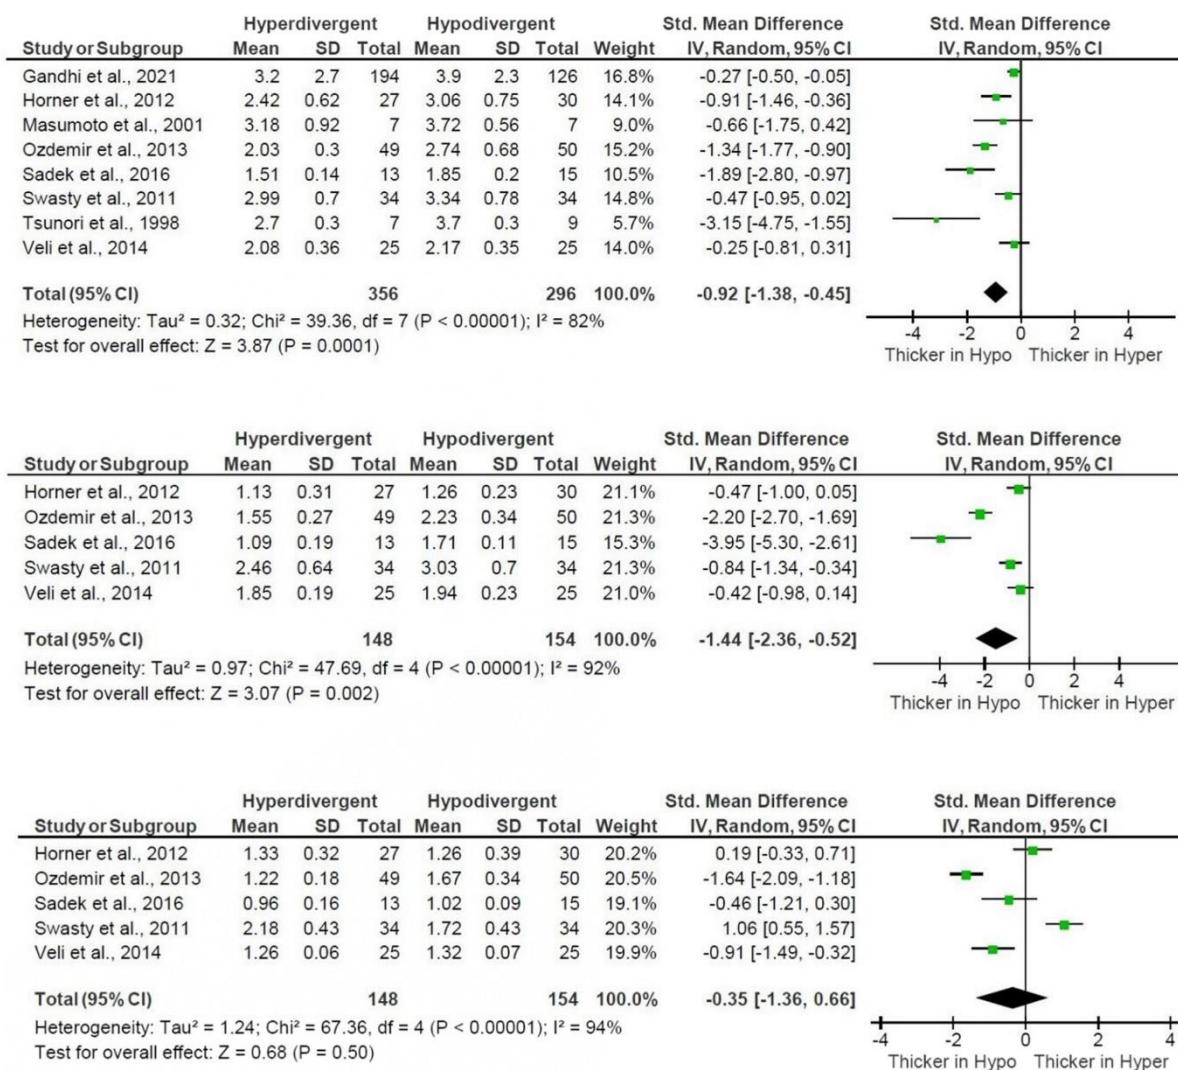 Hyperdivergent Hypodivergent Std. Mean Difference Std. Mean Difference
Study or Subgroup Mean SD Total Mean SD Total Weight IV, Random, 95% CI IV, Random, 95% CI
Gandhi et al., 2021 3.2 2.7 194 3.9 2.3 126 16.8% -0.27 [-0.50, -0.05]
Horner et al., 2012 2.42 0.62 27 3.06 0.75 30 14.1% -0.91 [-1.46, -0.36]
Masumoto et al., 2001 3.18 0.92 7 3.72 0.56 7 9.0% -0.66 [-1.75, 0.42]
Ozdemir et al., 2013 2.03 0.3 49 2.74 0.68 50 15.2% -1.34 [-1.77, -0.90]
Sadek et al., 2016 1.51 0.14 13 1.85 0.2 15 10.5% -1.89 [-2.80, -0.97]
Swasty et al., 2011 2.99 0.7 34 3.34 0.78 34 14.8% -0.47 [-0.95, 0.02]
Tsunori et al., 1998 2.7 0.3 7 3.7 0.3 9 5.7% -3.15 [-4.75, -1.55]
Veli et al., 2014 2.08 0.36 25 2.17 0.35 25 14.0% -0.25 [-0.81, 0.31]
Total (95% CI) 356 296 100.0% -0.92 [-1.38, -0.45]
Heterogeneity: Tau² = 0.32; Chi² = 39.36, df = 7 (P < 0.00001); I² = 82%
Test for overall effect: Z = 3.87 (P = 0.0001)
-4 -2 0 2 4
Thicker in Hypo Thicker in Hyper
Hyperdivergent Hypodivergent Std. Mean Difference Std. Mean Difference
Study or Subgroup Mean SD Total Mean SD Total Weight IV, Random, 95% CI IV, Random, 95% CI
Horner et al., 2012 1.13 0.31 27 1.26 0.23 30 21.1% -0.47 [-1.00, 0.05]
Ozdemir et al., 2013 1.55 0.27 49 2.23 0.34 50 21.3% -2.20 [-2.70, -1.69]
Sadek et al., 2016 1.09 0.19 13 1.71 0.11 15 15.3% -3.95 [-5.30, -2.61]
Swasty et al., 2011 2.46 0.64 34 3.03 0.7 34 21.3% -0.84 [-1.34, -0.34]
Veli et al., 2014 1.85 0.19 25 1.94 0.23 25 21.0% -0.42 [-0.98, 0.14]
Total (95% CI) 148 154 100.0% -1.44 [-2.36, -0.52]
Heterogeneity: Tau² = 0.97; Chi² = 47.69, df = 4 (P < 0.00001); I² = 92%
Test for overall effect: Z = 3.07 (P = 0.002)
-4 -2 0 2 4
Thicker in Hypo Thicker in Hyper
Hyperdivergent Hypodivergent Std. Mean Difference Std. Mean Difference
Study or Subgroup Mean SD Total Mean SD Total Weight IV, Random, 95% CI IV, Random, 95% CI
Horner et al., 2012 1.33 0.32 27 1.26 0.39 30 20.2% 0.19 [-0.33, 0.71]
Ozdemir et al., 2013 1.22 0.18 49 1.67 0.34 50 20.5% -1.64 [-2.09, -1.18]
Sadek et al., 2016 0.96 0.16 13 1.02 0.09 15 19.1% -0.46 [-1.21, 0.30]
Swasty et al., 2011 2.18 0.43 34 1.72 0.43 34 20.3% 1.06 [0.55, 1.57]
Veli et al., 2014 1.26 0.06 25 1.32 0.07 25 19.9% -0.91 [-1.49, -0.32]
Total (95% CI) 148 154 100.0% -0.35 [-1.36, 0.66]
Heterogeneity: Tau² = 1.24; Chi² = 67.36, df = 4 (P < 0.00001); I² = 94%
Test for overall effect: Z = 0.68 (P = 0.50)
-4 -2 0 2 4
Thicker in Hypo Thicker in Hyper